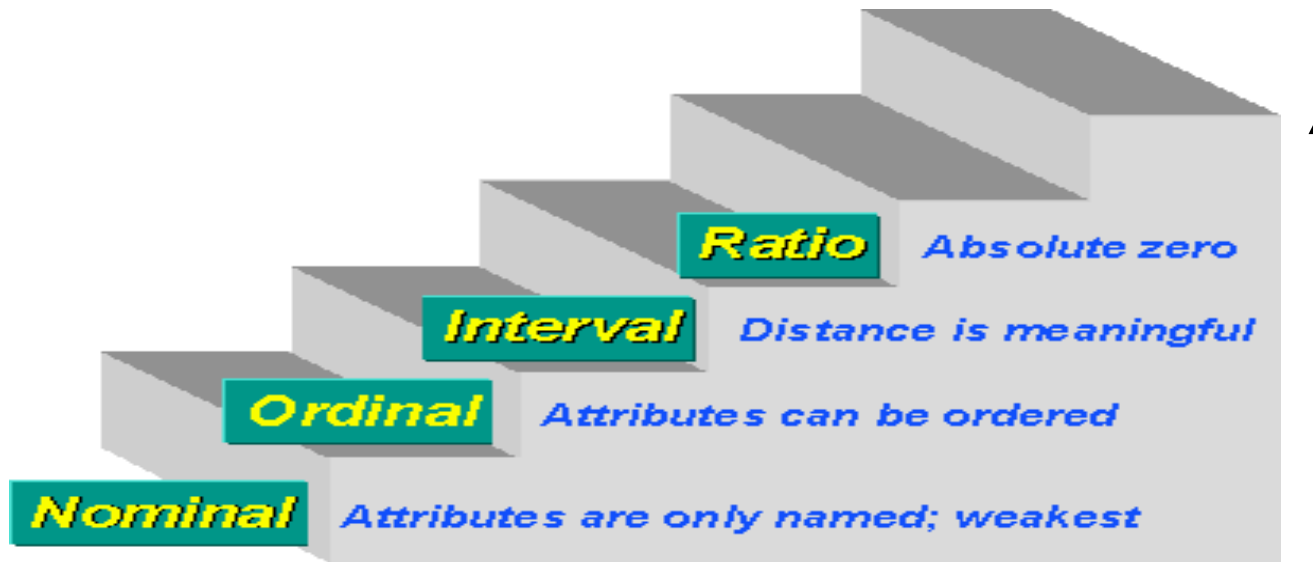 Ratio Absolute zero
Interval Distance is meaningful
Ordinal Attributes can be ordered
Nominal Attributes are only named; weakest